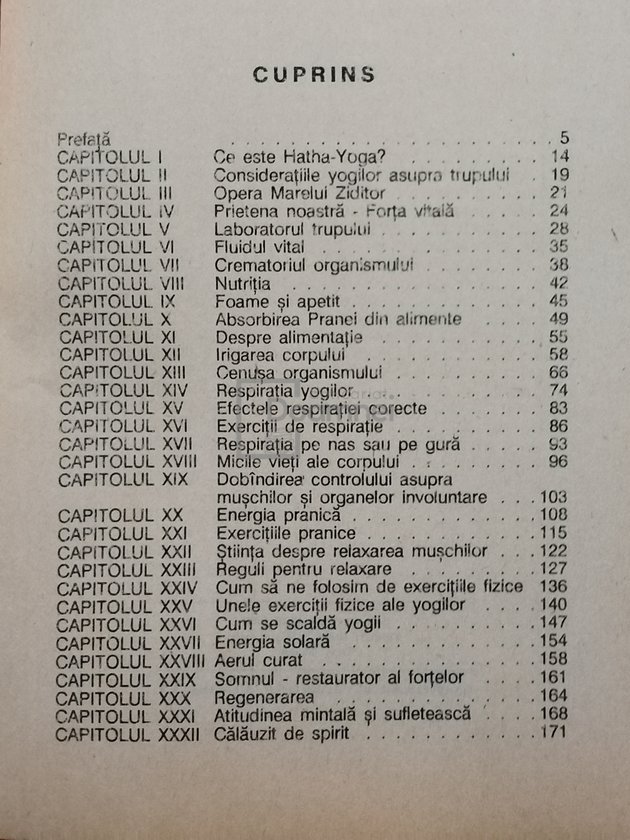 CUPRINS
Prefață . . . . . . . . . . . . . . . . . . . . 5
CAPITOLUL I Ce este Hatha-Yoga? . . . . . . . . . 14
CAPITOLUL II Considerațiile yogilor asupra trupului . 19
CAPITOLUL III Opera Marelui Ziditor . . . . . . . . . 21
CAPITOLUL IV Prietena noastră - Forța vitală . . . . . 24
CAPITOLUL V Laboratorul trupului . . . . . . . . . . 28
CAPITOLUL VI Fluidul vital . . . . . . . . . . . . . . 35
CAPITOLUL VII Crematoriul organismului . . . . . . . 38
CAPITOLUL VIII Nutriția . . . . . . . . . . . . . . . 42
CAPITOLUL IX Foame și apetit . . . . . . . . . . . . 45
CAPITOLUL X Absorbirea Pranei din alimente . . . . 49
CAPITOLUL XI Despre alimentație . . . . . . . . . . 55
CAPITOLUL XII Irigarea corpului . . . . . . . . . . . 58
CAPITOLUL XIII Cenușa organismului . . . . . . . . . 66
CAPITOLUL XIV Respirația yogilor . . . . . . . . . . . 74
CAPITOLUL XV Efectele respirației corecte . . . . . . . 83
CAPITOLUL XVI Exerciții de respirație . . . . . . . . . 86
CAPITOLUL XVII Respirația pe nas sau pe gură . . . . . 93
CAPITOLUL XVIII Micile vieți ale corpului . . . . . . . . 96
CAPITOLUL XIX Dobîndirea controlului asupra
mușchilor și organelor involuntare . . . 103
CAPITOLUL XX Energia pranică . . . . . . . . . . . . 108
CAPITOLUL XXI Exercițiile pranice . . . . . . . . . . . 115
CAPITOLUL XXII Știința despre relaxarea mușchilor . . . 122
CAPITOLUL XXIII Reguli pentru relaxare . . . . . . . . 127
CAPITOLUL XXIV Cum să ne folosim de exercițiile fizice 136
CAPITOLUL XXV Unele exerciții fizice ale yogilor . . . . 140
CAPITOLUL XXVI Cum se scaldă yogii . . . . . . . . . 147
CAPITOLUL XXVII Energia solară . . . . . . . . . . . . 154
CAPITOLUL XXVIII Aerul curat . . . . . . . . . . . . . 158
CAPITOLUL XXIX Somnul - restaurator al forțelor . . . . 161
CAPITOLUL XXX Regenerarea . . . . . . . . . . . . . 164
CAPITOLUL XXXI Atitudinea mintală și sufletească . . . . 168
CAPITOLUL XXXII Călăuzit de spirit . . . . . . . . . . . 171